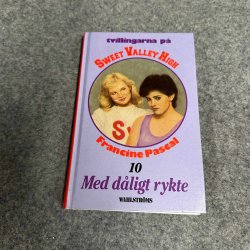 tvillingarna på
SWEET VALLEY HIGH
S
Francine Pascal
10
Med dåligt rykte
WAHLSTRÖMS